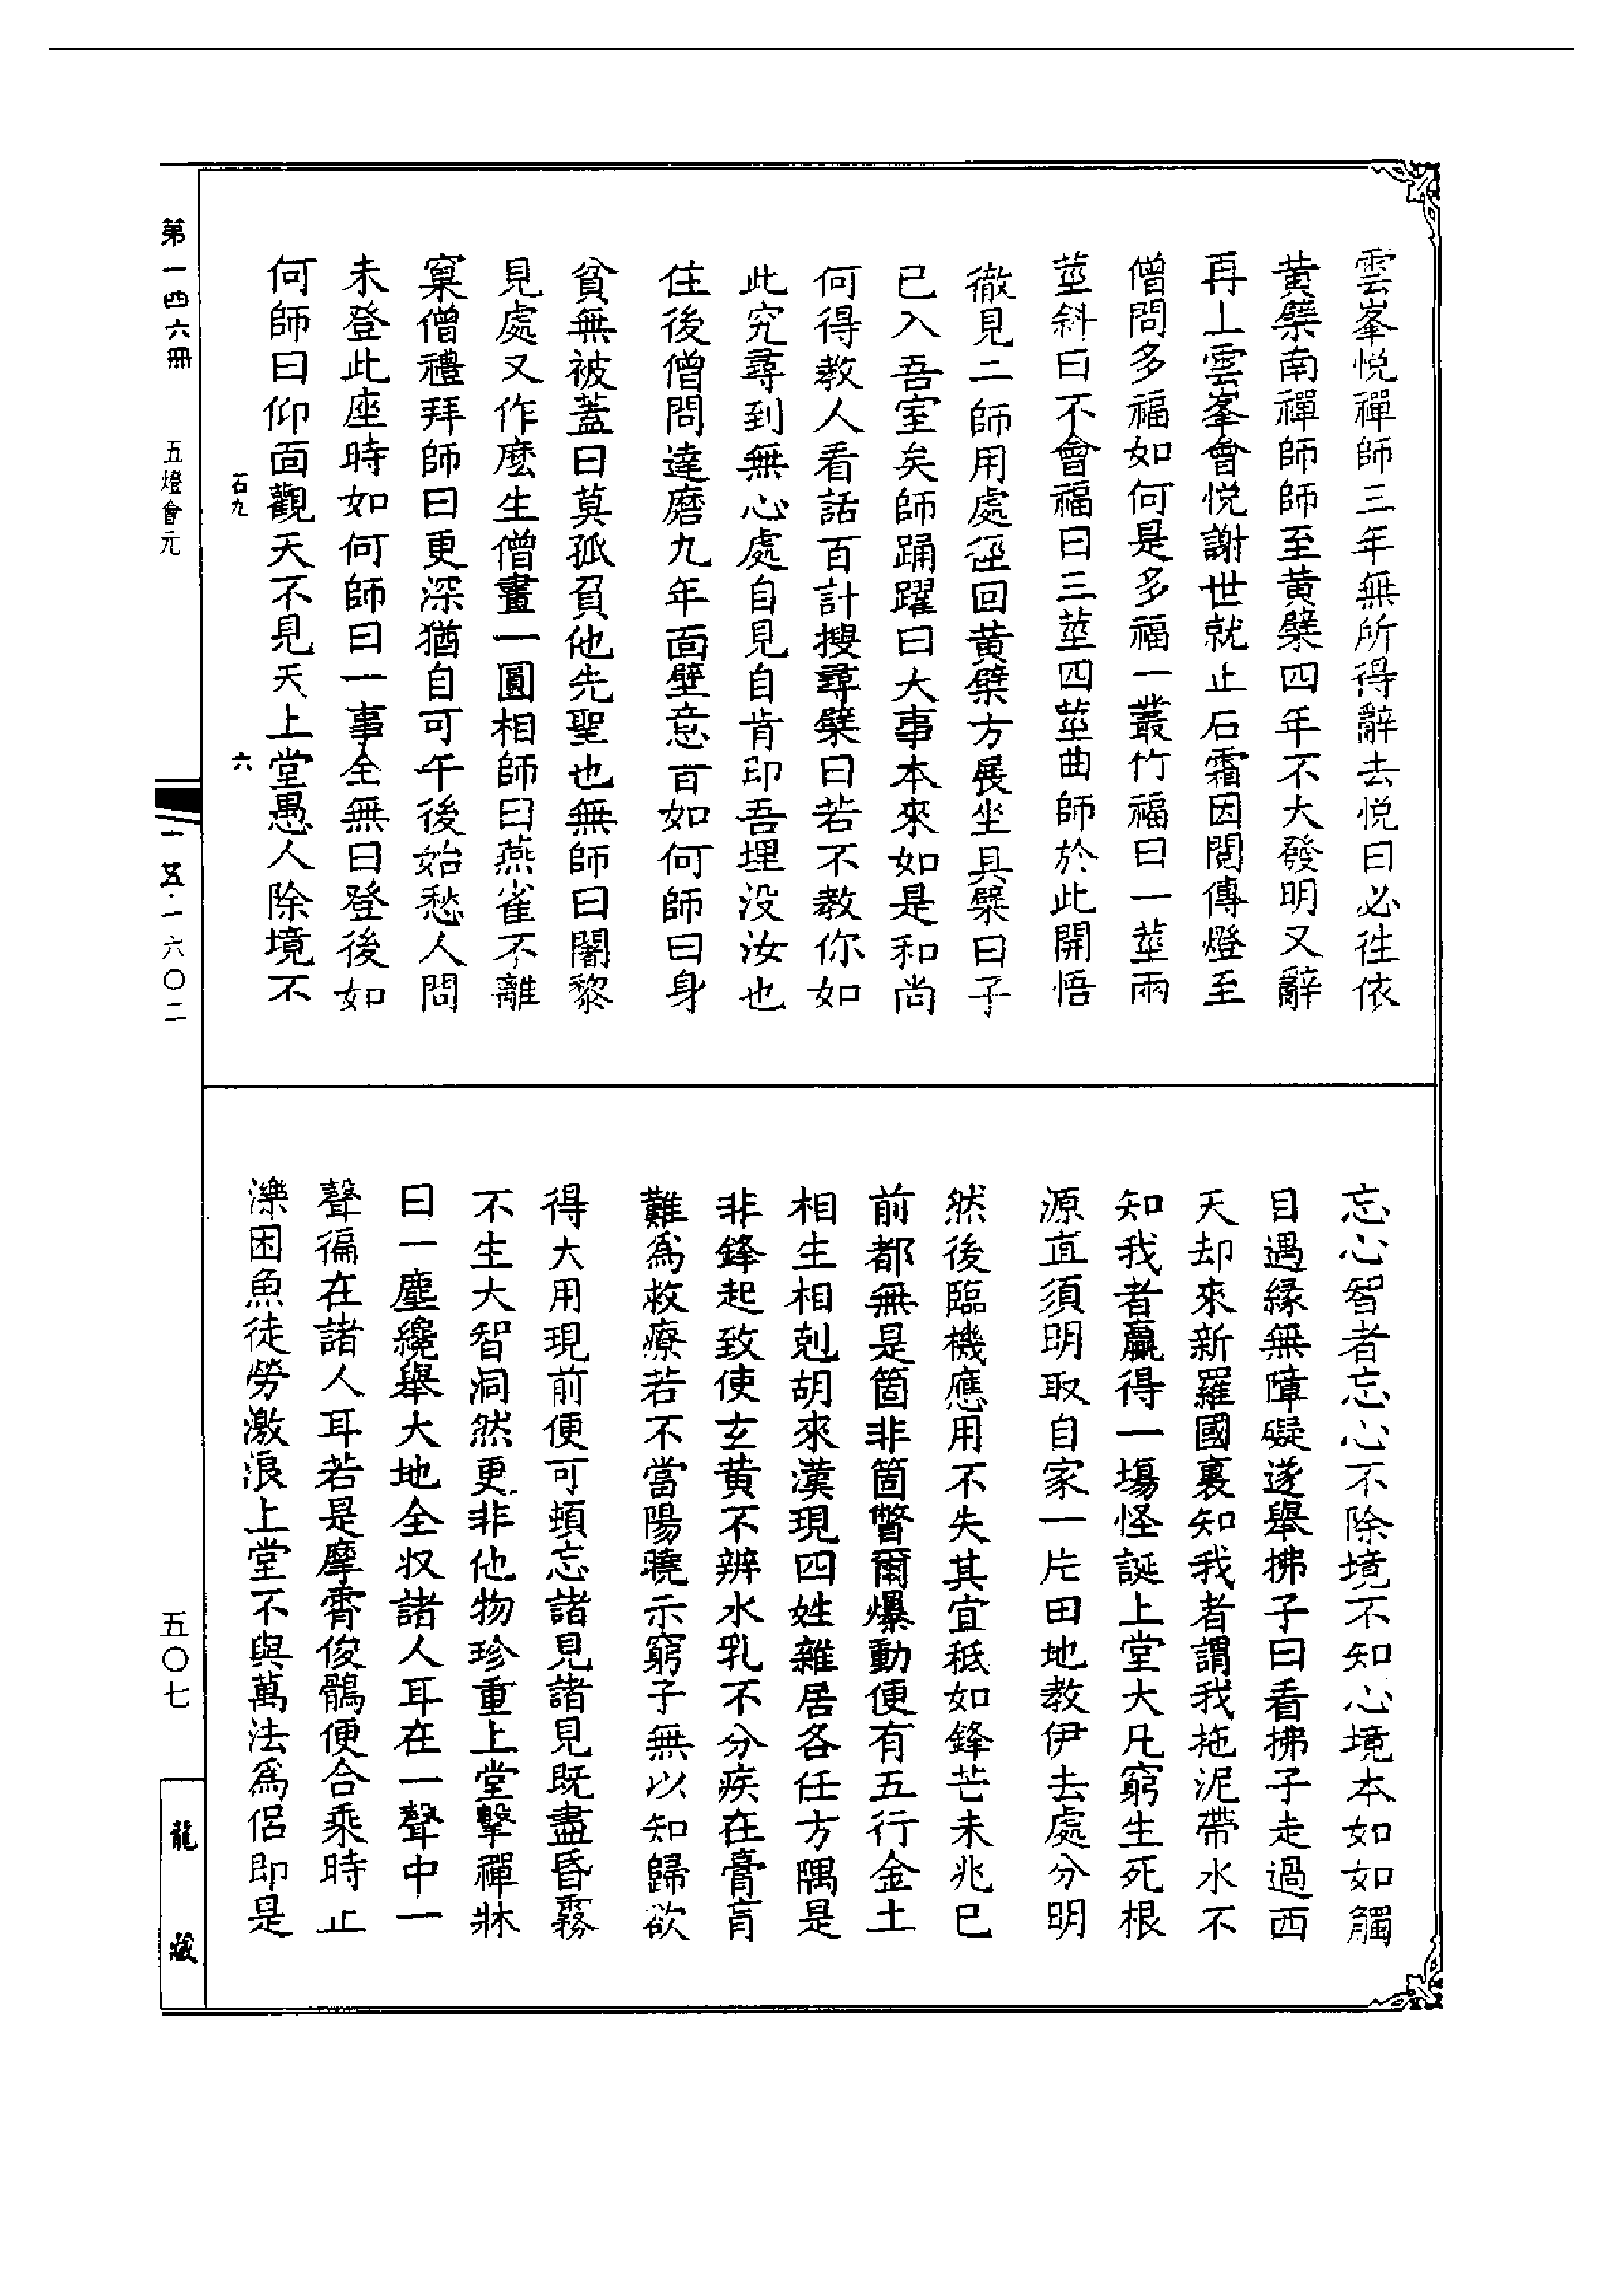 雲峯悅禪師三年無所得辭去悅曰必往依
黃檗南禪師師至黃檗四年不大發明又辭
再上雲峯會悅謝世就止石霜因閱傳燈至
僧問多福如何是多福一叢竹福曰一莖兩
莖斜曰不會福曰三莖四莖曲師於此開悟
徹見二師用處徑回黃檗方展坐具檗曰子
已入吾室矣師踊躍曰大事本來如是和尚
何得教人看話百計搜尋檗曰若不教你如
此究尋到無心處自見自肯即吾埋沒汝也
住後僧問達磨九年面壁意旨如何師曰身
貧無被蓋曰莫孤負他先聖也無師曰闍黎
見處又作麼生僧畫一圓相師曰燕雀不離
窠僧禮拜師曰更深猶自可午後始愁人問
未登此座時如何師曰一事全無曰登後如
何師曰仰面觀天不見天上堂愚人除境不
石九 六
忘心智者忘心不除境不知心境本如如觸
目遇緣無障礙遂舉拂子曰看拂子走過西
天却來新羅國裏知我者謂我拖泥帶水不
知我者贏得一場怪誕上堂大凡窮生死根
源直須明取自家一片田地教伊去處分明
然後臨機應用不失其宜秪如鋒芒未兆已
前都無是箇非箇瞥爾爆動便有五行金土
相生相剋胡來漢現四姓雜居各任方隅是
非鋒起致使玄黃不辨水乳不分疾在膏肓
難為救療若不當陽曉示窮子無以知歸欲
得大用現前便可頓忘諸見諸見既盡昏霧
不生大智洞然更非他物珍重上堂擊禪牀
曰一塵纔舉大地全收諸人耳在一聲中一
聲徧在諸人耳若是摩霄俊鶻便合乘時止
濼困魚徒勞激浪上堂不與萬法為侶即是
第一四六冊 五燈會元
一五·一六〇二
五〇七
龍藏